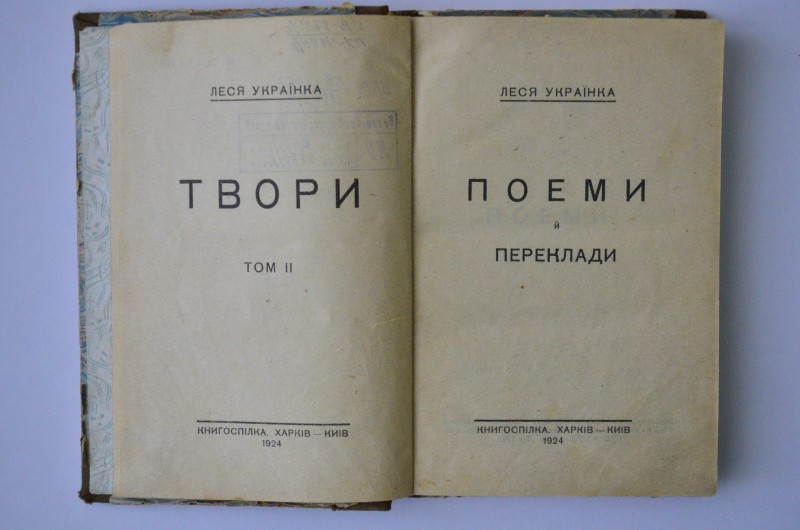 ЛЕСЯ УКРАЇНКА
ТВОРИ
ТОМ II
КНИГОСПІЛКА, ХАРКІВ—КИЇВ
1924
ЛЕСЯ УКРАЇНКА
ПОЕМИ
й
ПЕРЕКЛАДИ
КНИГОСПІЛКА, ХАРКІВ—КИЇВ
1924